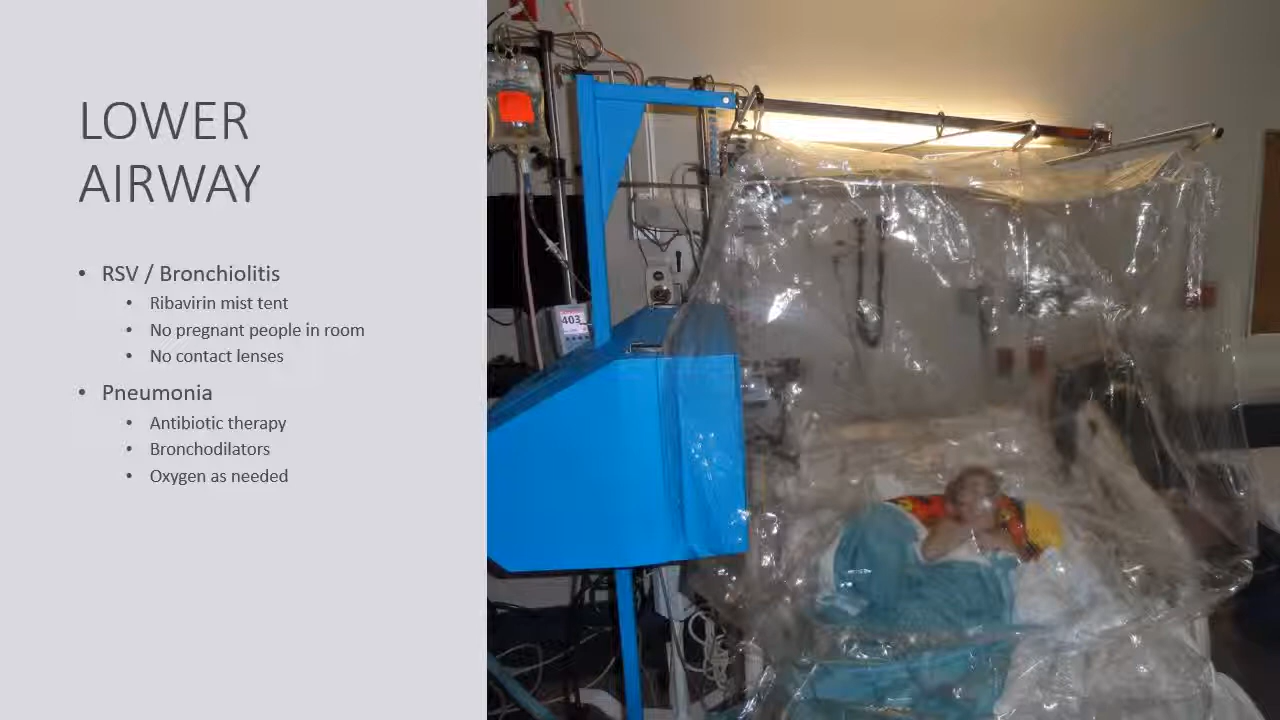 LOWER
AIRWAY
• RSV / Bronchiolitis
• Ribavirin mist tent
• No pregnant people in room
• No contact lenses
• Pneumonia
• Antibiotic therapy
• Bronchodilators
• Oxygen as needed
403